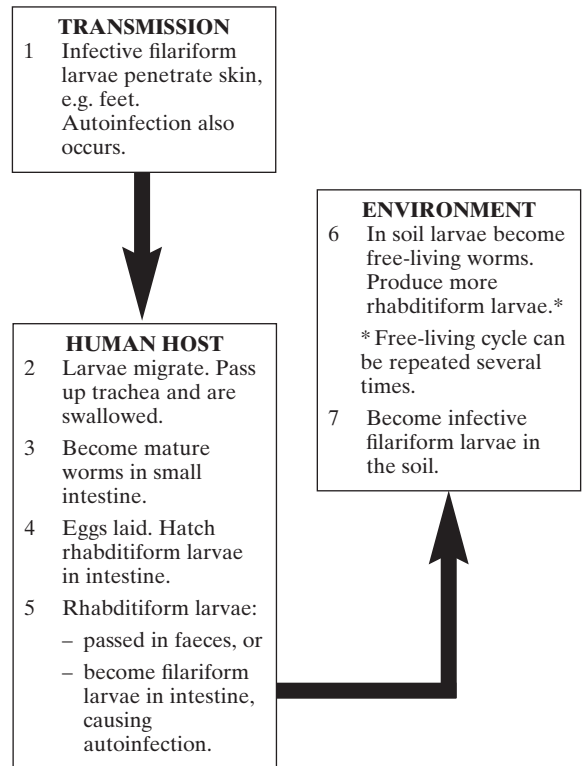 TRANSMISSION
1 Infective filariform
larvae penetrate skin,
e.g. feet.
Autoinfection also
occurs.
HUMAN HOST
2 Larvae migrate. Pass
up trachea and are
swallowed.
3 Become mature
worms in small
intestine.
4 Eggs laid. Hatch
rhabditiform larvae
in intestine.
5 Rhabditiform larvae:
– passed in faeces, or
– become filariform
larvae in intestine,
causing
autoinfection.
ENVIRONMENT
6 In soil larvae become
free-living worms.
Produce more
rhabditiform larvae.*
* Free-living cycle can
be repeated several
times.
7 Become infective
filariform larvae in
the soil.